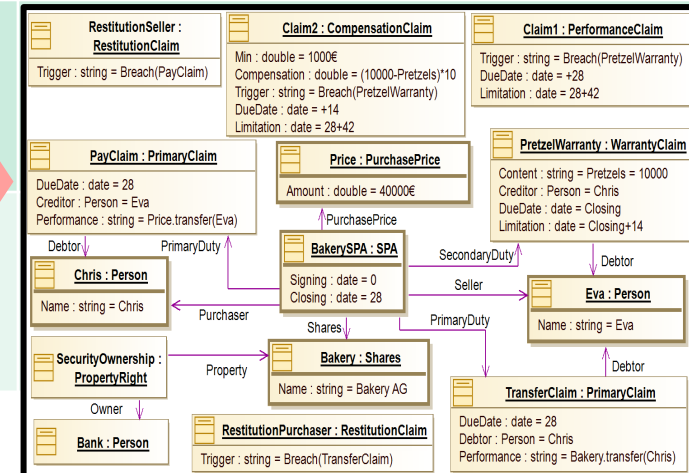 RestitutionSeller :
RestitutionClaim
Trigger : string = Breach(PayClaim)
Claim2 : CompensationClaim
Min : double = 1000€
Compensation : double = (10000-Pretzels)*10
Trigger : string = Breach(PretzelWarranty)
DueDate : date = +14
Limitation : date = 28+42
Claim1 : PerformanceClaim
Trigger : string = Breach(PretzelWarranty)
DueDate : date = +28
Limitation : date = 28+42
PayClaim : PrimaryClaim
DueDate : date = 28
Creditor : Person = Eva
Performance : string = Price.transfer(Eva)
Price : PurchasePrice
Amount : double = 40000€
PretzelWarranty : WarrantyClaim
Content : string = Pretzels = 10000
Creditor : Person = Chris
DueDate : date = Closing
Limitation : date = Closing+14
PurchasePrice
Debtor
PrimaryDuty
BakerySPA : SPA
Signing : date = 0
Closing : date = 28
SecondaryDuty
Debtor
Chris : Person
Name : string = Chris
Purchaser
Seller
Eva : Person
Name : string = Eva
Shares
PrimaryDuty
SecurityOwnership :
PropertyRight
Property
Bakery : Shares
Name : string = Bakery AG
Debtor
Owner
Bank : Person
RestitutionPurchaser : RestitutionClaim
Trigger : string = Breach(TransferClaim)
TransferClaim : PrimaryClaim
DueDate : date = 28
Debtor : Person = Chris
Performance : string = Bakery.transfer(Chris)